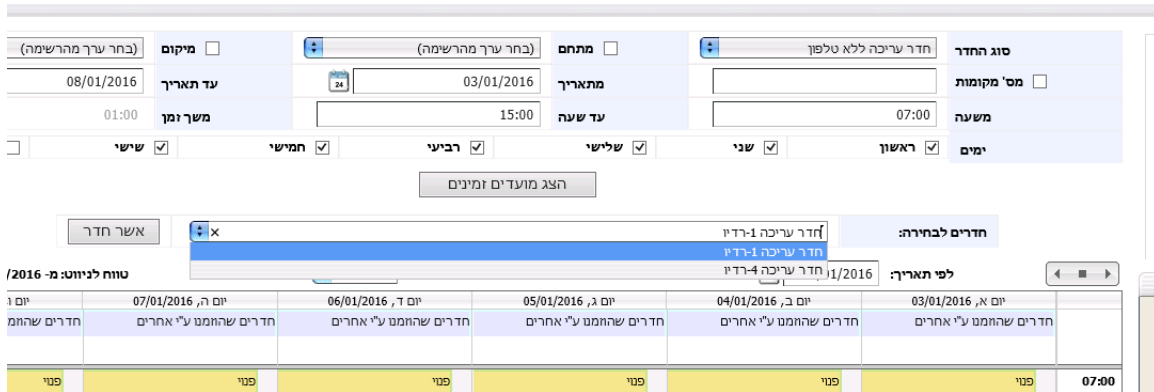 סוג החדר חדר עריכה ללא טלפון מתחם (בחר ערך מהרשימה) מיקום (בחר ערך מהרשימה)
מס' מקומות מתאריך 03/01/2016 24 עד תאריך 08/01/2016
משעה 07:00 עד שעה 15:00 משך זמן 01:00
ימים ראשון שני שלישי רביעי חמישי שישי
הצג מועדים זמינים
חדרים לבחירה: חדר עריכה 1-רדיו x אשר חדר
חדר עריכה 1-רדיו
חדר עריכה 4-רדיו
לפי תאריך: /01/2016 טווח לניווט: מ- /2016
יום א, 03/01/2016 יום ב, 04/01/2016 יום ג, 05/01/2016 יום ד, 06/01/2016 יום ה, 07/01/2016 יום
חדרים שהוזמנו ע"י אחרים חדרים שהוזמנו ע"י אחרים חדרים שהוזמנו ע"י אחרים חדרים שהוזמנו ע"י אחרים חדרים שהוזמנו ע"י אחרים חדרים
07:00 פנוי פנוי פנוי פנוי פנוי פנוי